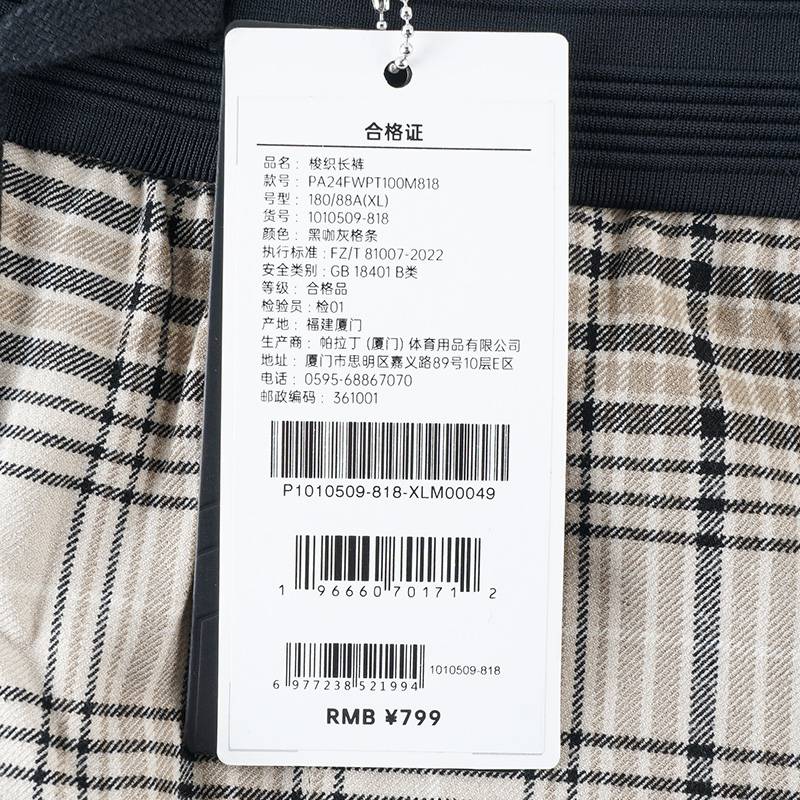 合格证
品名： 梭织长裤
款号： PA24FWPT100M818
号型： 180/88A(XL)
货号： 1010509-818
颜色： 黑咖灰格条
执行标准：FZ/T 81007-2022
安全类别：GB 18401 B类
等级： 合格品
检验员：检01
产地： 福建厦门
生产商： 帕拉丁 (厦门) 体育用品有限公司
地址： 厦门市思明区嘉义路89号10层E区
电话： 0595-68867070
邮政编码： 361001
P1010509-818-XLM00049
1 96660 70171 2
1010509-818
6 977238 521994
RMB ¥799